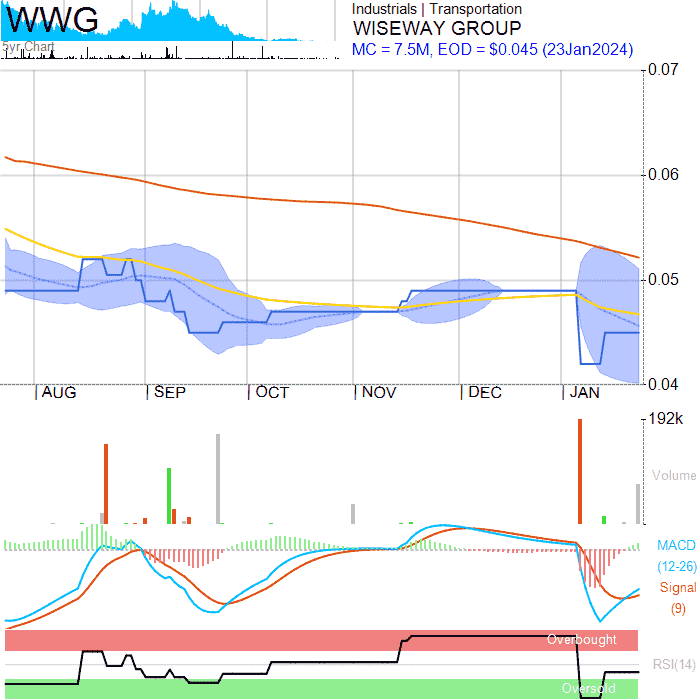 WWG
5yr Chart
Industrials | Transportation
WISEWAY GROUP
MC = 7.5M, EOD = $0.045 (23Jan2024)
0.07
0.06
0.05
0.04
AUG
SEP
OCT
NOV
DEC
JAN
192k
Volume
MACD
(12-26)
Signal
(9)
Overbought
RSI(14)
Oversold